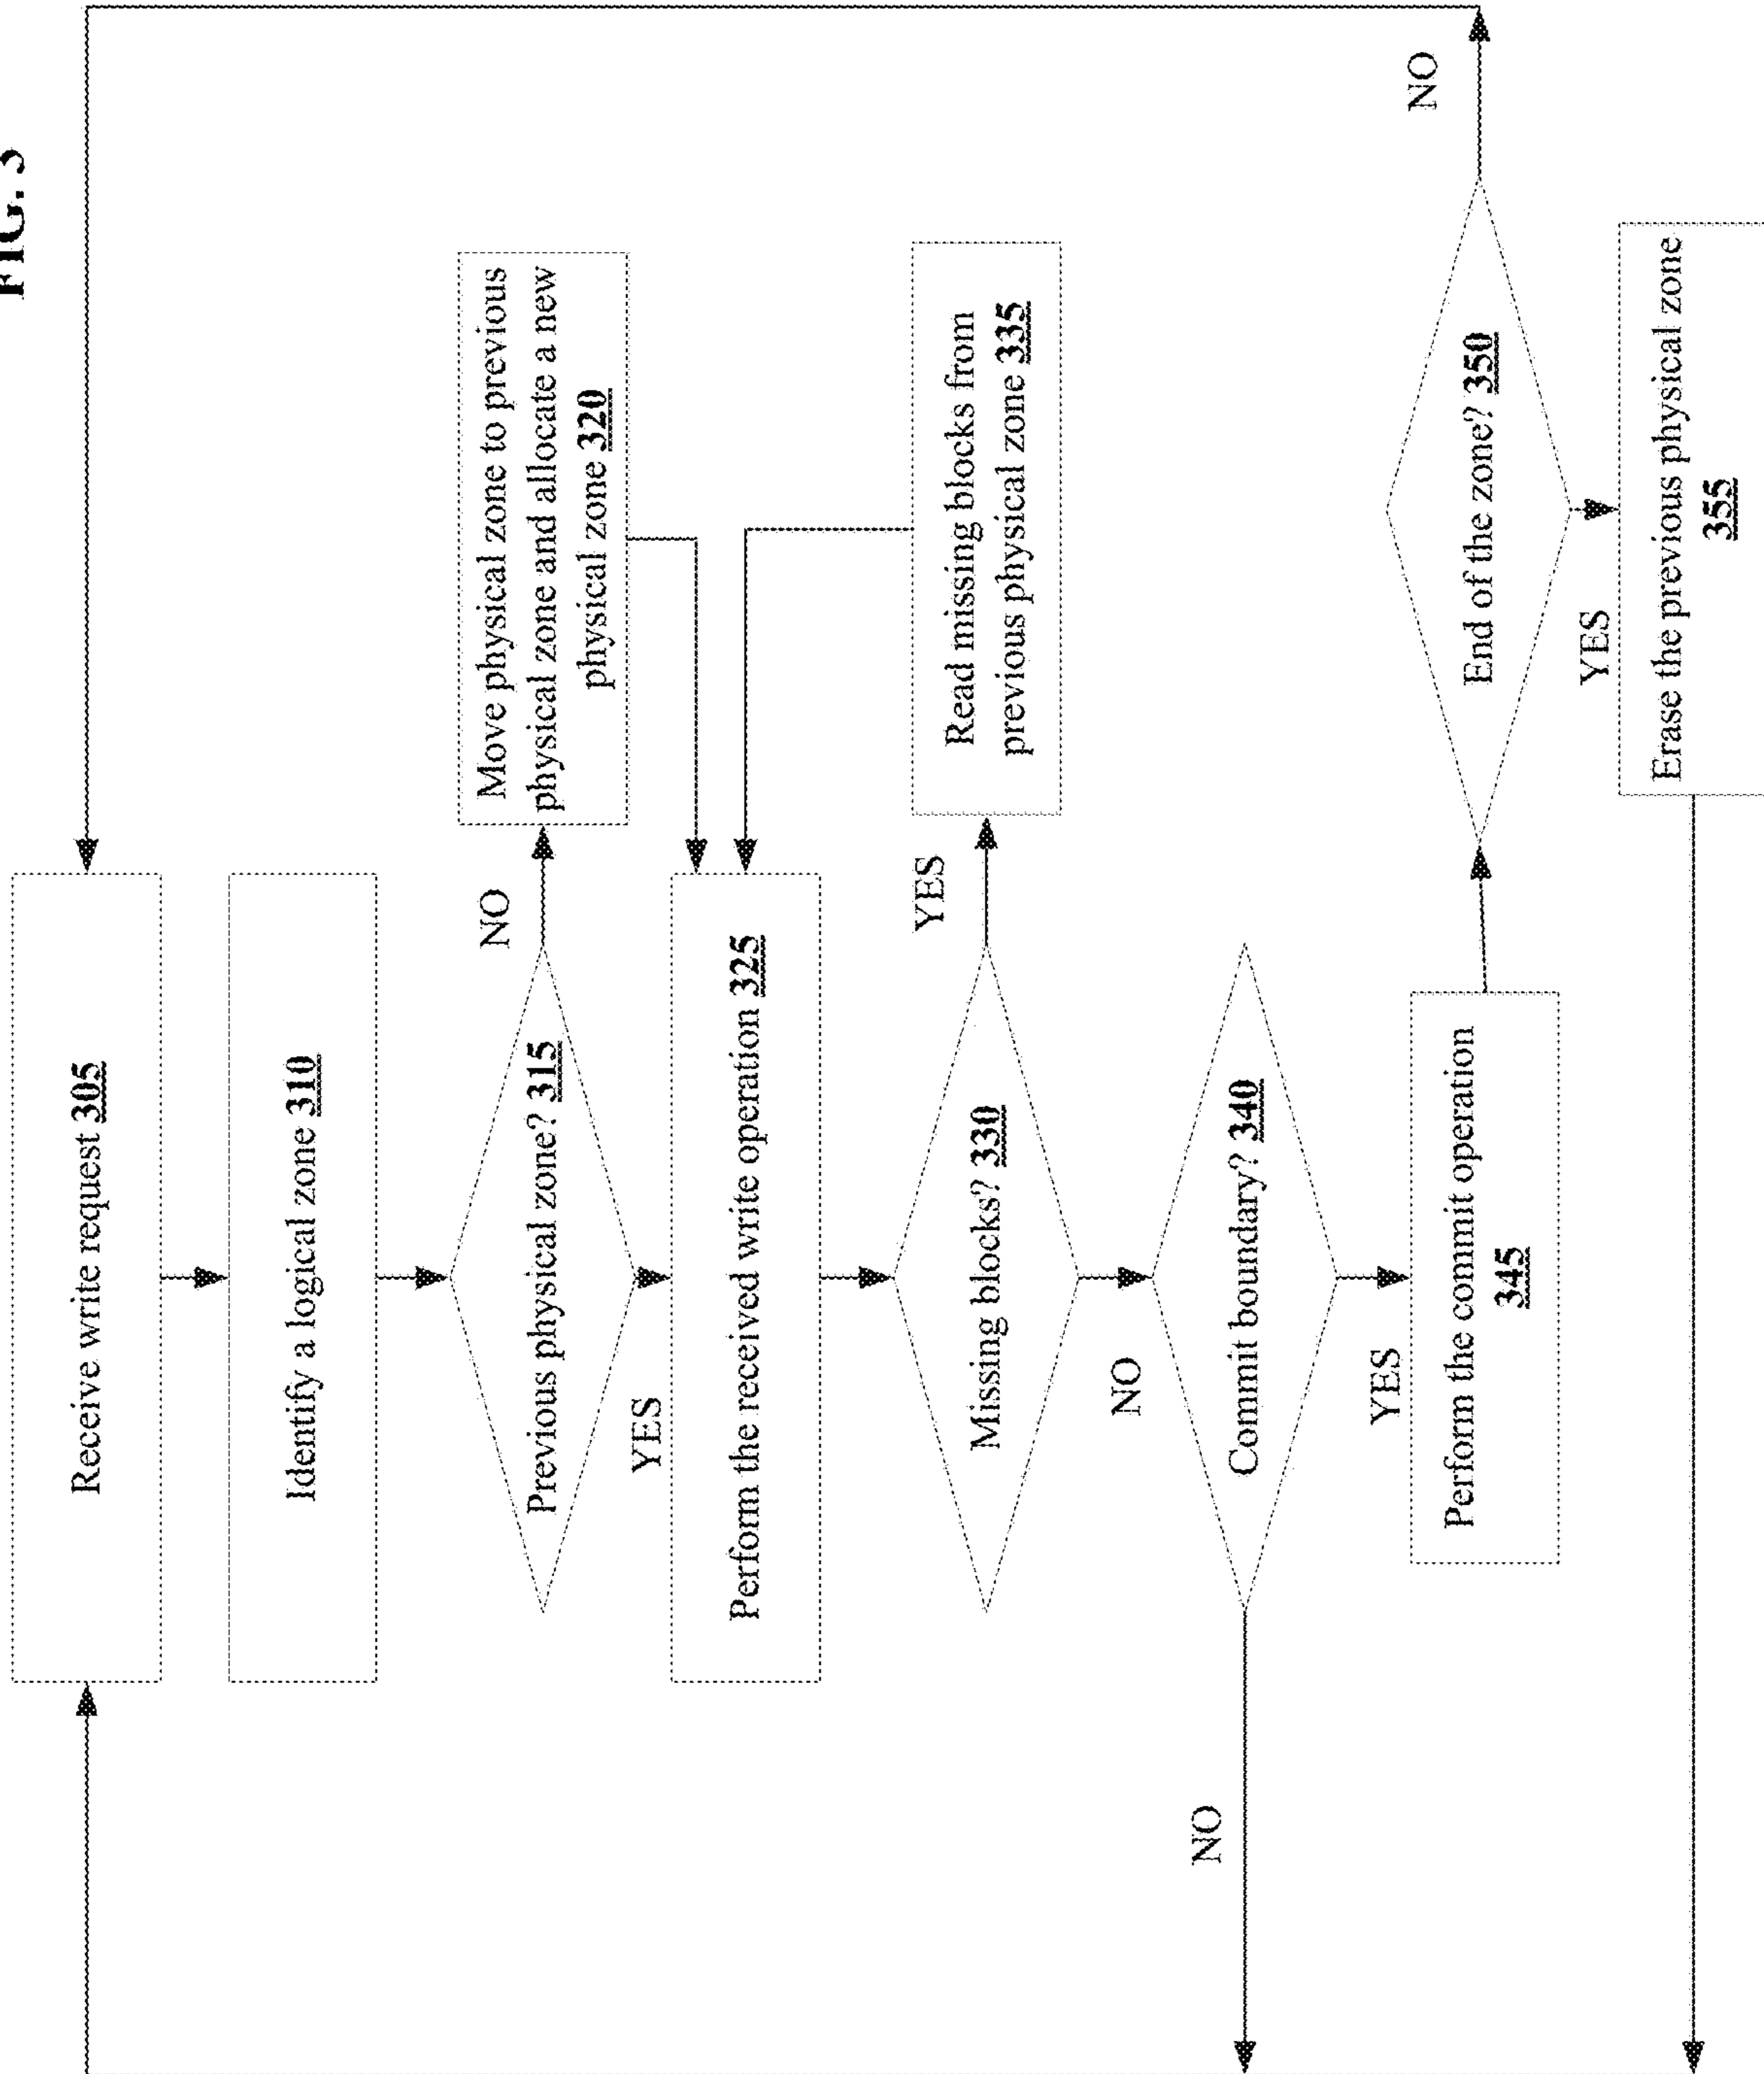 FIG. 3
Receive write request 305
Identify a logical zone 310
Previous physical zone? 315
NO
Move physical zone to previous
physical zone and allocate a new
physical zone 320
YES
Perform the received write operation 325
Missing blocks? 330
YES
Read missing blocks from
previous physical zone 335
NO
Commit boundary? 340
NO
YES
Perform the commit operation
345
End of the zone? 350
NO
YES
Erase the previous physical zone
355